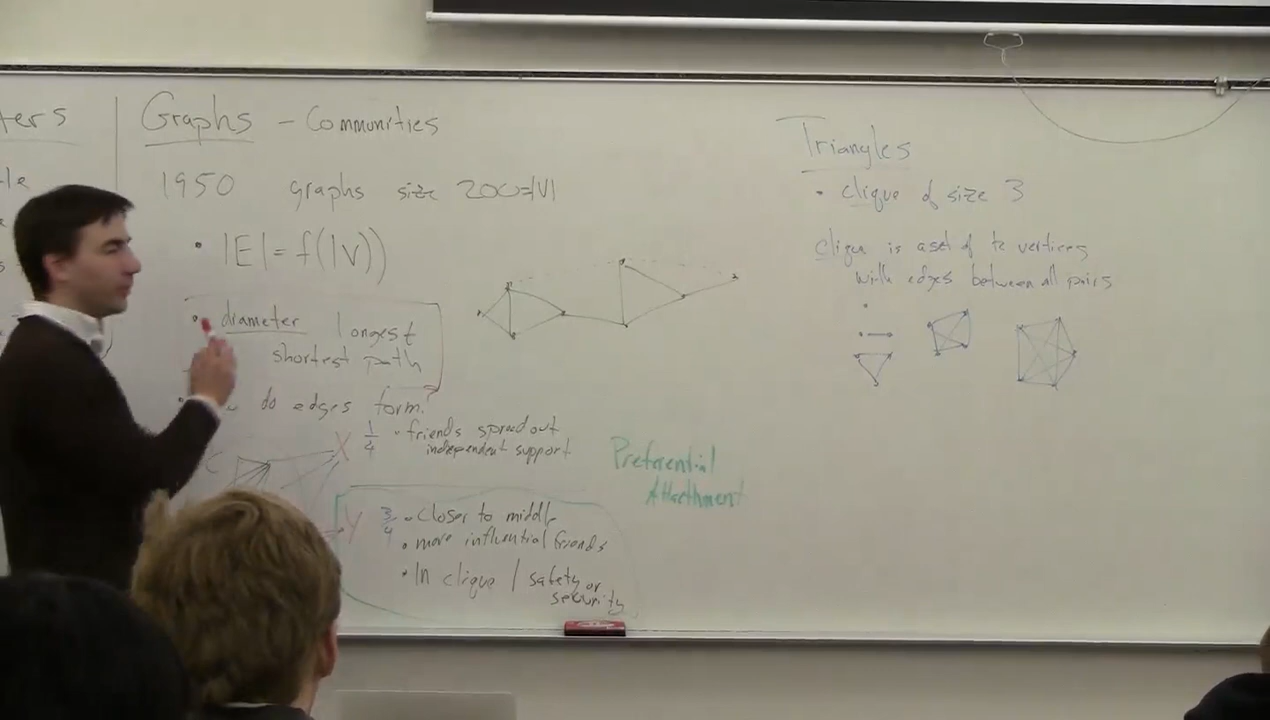 ters
Graphs - Communities
1950 graphs size 200=|V|
• |E| = f(|V|)
• diameter longest
shortest path
do edges form?
X 1/4 • friends spread out
independent support
Y 3/4 • Closer to middle
• more influential friends
• In clique / safety or
security
Preferential
Attachment
Triangles
• clique of size 3
clique is a set of k vertices
with edges between all pairs